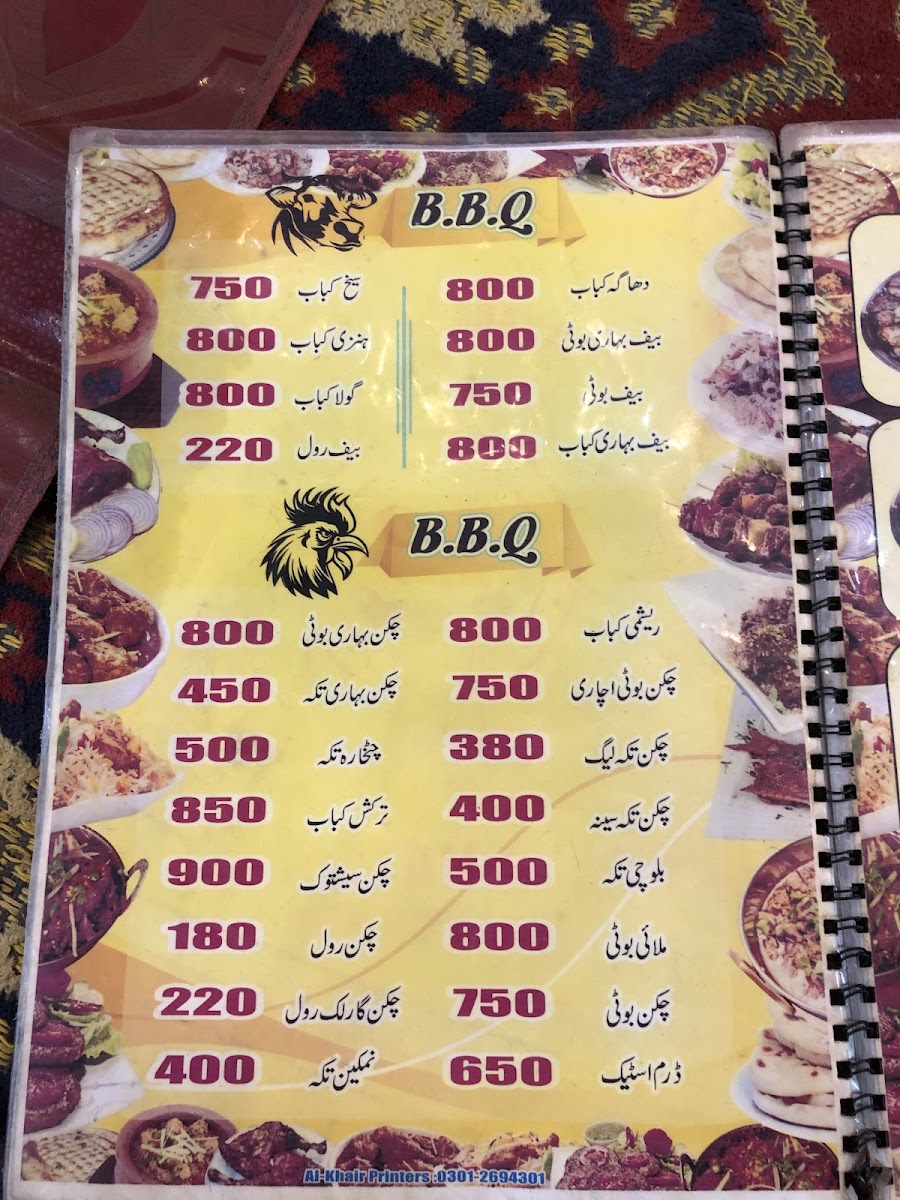 B.B.Q
دھاگہ کباب 800 سیخ کباب 750
بیف بہاری بوٹی 800 ہنزی کباب 800
بیف بوٹی 750 گولا کباب 800
بیف بہاری کباب 800 بیف رول 220
B.B.Q
ریشمی کباب 800 چکن بہاری بوٹی 800
چکن بوٹی اچاری 750 چکن بہاری تکہ 450
چکن تکہ لیگ 380 چٹخارہ تکہ 500
چکن تکہ سینہ 400 ترکش کباب 850
بلوچی تکہ 500 چکن سیشتوک 900
ملائی بوٹی 800 چکن رول 180
چکن بوٹی 750 چکن گارلک رول 220
ڈرم اسٹیک 650 نمکین تکہ 400
Al-Khair Printers :0301-2694301